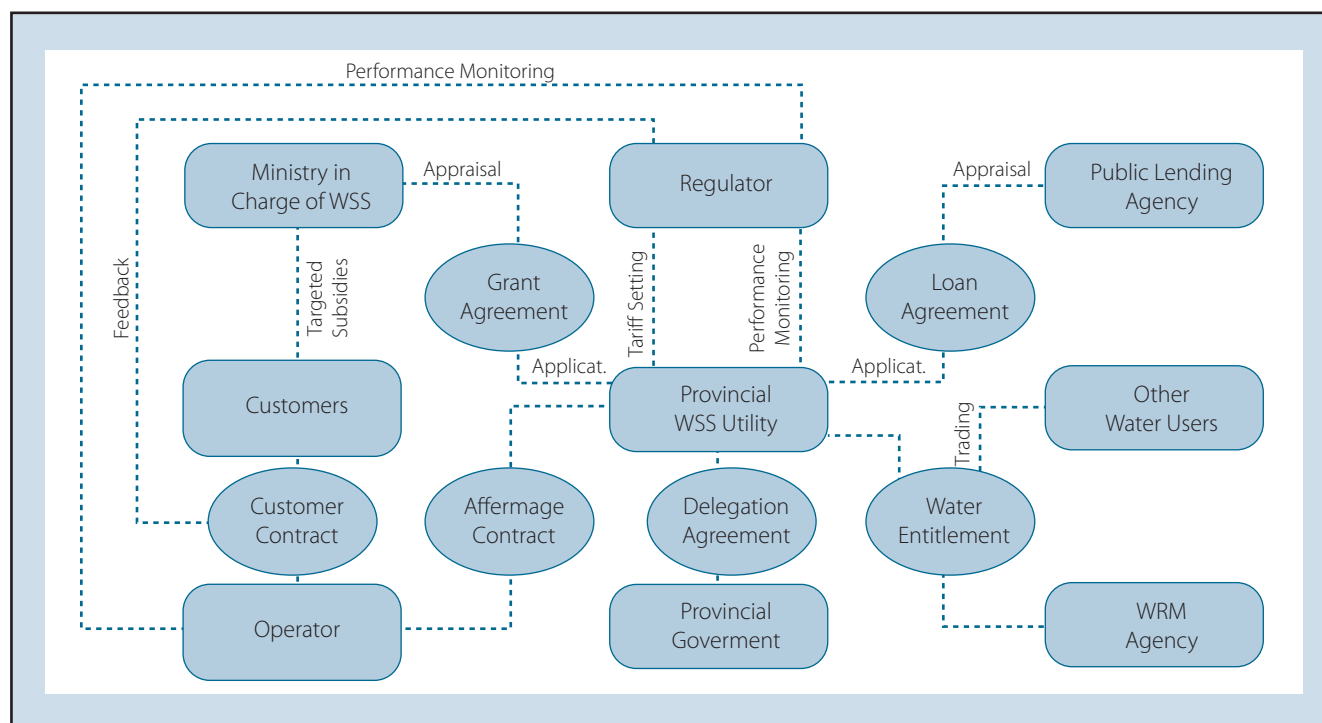 Performance Monitoring
Ministry in
Charge of WSS
Appraisal
Regulator
Appraisal
Public Lending
Agency
Feedback
Targeted
Subsidies
Grant
Agreement
Tariff Setting
Performance
Monitoring
Loan
Agreement
Applicat.
Applicat.
Customers
Provincial
WSS Utility
Trading
Other
Water Users
Customer
Contract
Affermage
Contract
Delegation
Agreement
Water
Entitlement
Operator
Provincial
Goverment
WRM
Agency